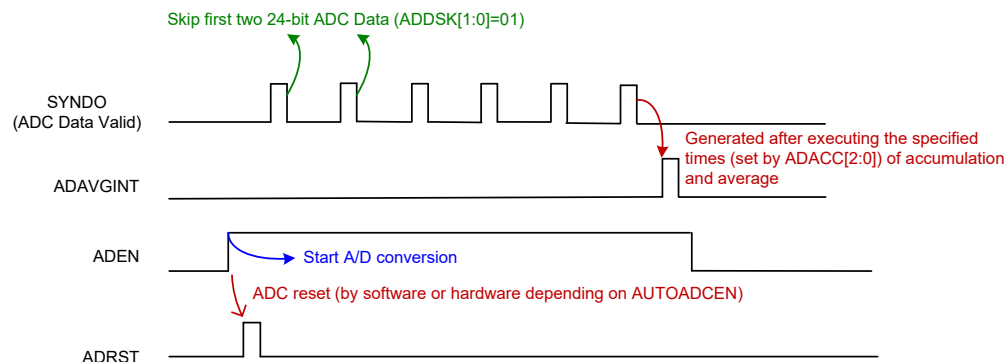 Skip first two 24-bit ADC Data (ADDSK[1:0]=01)
SYNDO
(ADC Data Valid)
Generated after executing the specified
times (set by ADACC[2:0]) of accumulation
and average
ADAVGINT
ADEN
Start A/D conversion
ADC reset (by software or hardware depending on AUTOADCEN)
ADRST